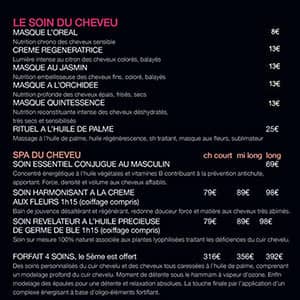 LE SOIN DU CHEVEU
MASQUE L'OREAL 8€
Nutrition chrono des cheveux sensible
CREME REGENERATRICE 13€
Lumière intense au citron des cheveux colorés, balayés
MASQUE AU JASMIN 13€
Nutrition embellisseuse des cheveux fins, coloré, balayés
MASQUE A L'ORCHIDEE 13€
Nutrition profonde des cheveux épais, frisés, secs
MASQUE QUINTESSENCE 13€
Nutrition reconstituante intense des cheveux déshydratés,
très secs et sensibilisés
RITUEL A L'HUILE DE PALME 25€
Massage à l'huile de palme, huile régénérescence, sh traitant, masque aux fleurs, sublimateur
SPA DU CHEVEU ch court mi long long
SOIN ESSENTIEL CONJUGUE AU MASCULIN 69€
Concentré énergétique à l'huile végétales et vitamines B contribuant à la prévention antichute,
apportant. Force, densité et volume aux cheveux affaiblis.
SOIN HARMONISANT A LA CREME 79€ 89€ 98€
AUX FLEURS 1h15 (coiffage compris)
Bain de jouvence désaltérant et régénérant, redonne douceur force et matière aux cheveux très abimés.
SOIN REVELATEUR A L'HUILE PRECIEUSE 79€ 89€ 98€
DE GERME DE BLE 1h15 (coiffage compris)
Soin sur mesure 100% naturel associée aux plantes lyophilisées traitant les déficiences du cuir chevelu.
FORFAIT 4 SOINS, le 5ème est offert 316€ 356€ 392€
Des soins personnalisés du cuir chevelu et des cheveux tous caressées à l'huile de palme, comprenant
un modelage profond du cuir chevelu. Moment de détente sous le hammam à diffusion de vapeur. Enfin
modelage des épaules pour une détente et relaxation absolues. La touche finale par l'application d'un
complexe énergisant à base d'oligo-éléments fortifiant.